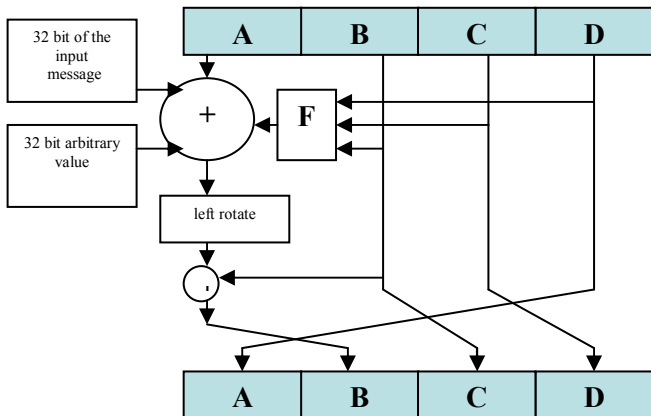 A B C D
32 bit of the
input
message
+
F
32 bit arbitrary
value
left rotate
A B C D